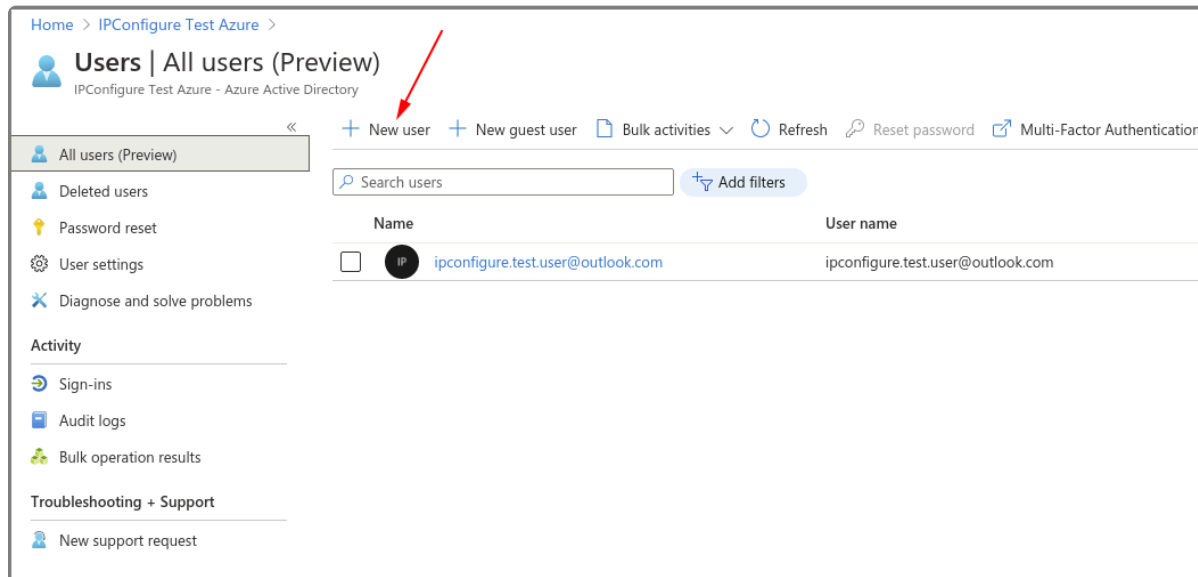 Home > IPConfigure Test Azure >
Users | All users (Preview)
IPConfigure Test Azure - Azure Active Directory
«
All users (Preview)
Deleted users
Password reset
User settings
Diagnose and solve problems
Activity
Sign-ins
Audit logs
Bulk operation results
Troubleshooting + Support
New support request
+ New user + New guest user Bulk activities Refresh Reset password Multi-Factor Authentication
Search users Add filters
Name User name
IP ipconfigure.test.user@outlook.com ipconfigure.test.user@outlook.com